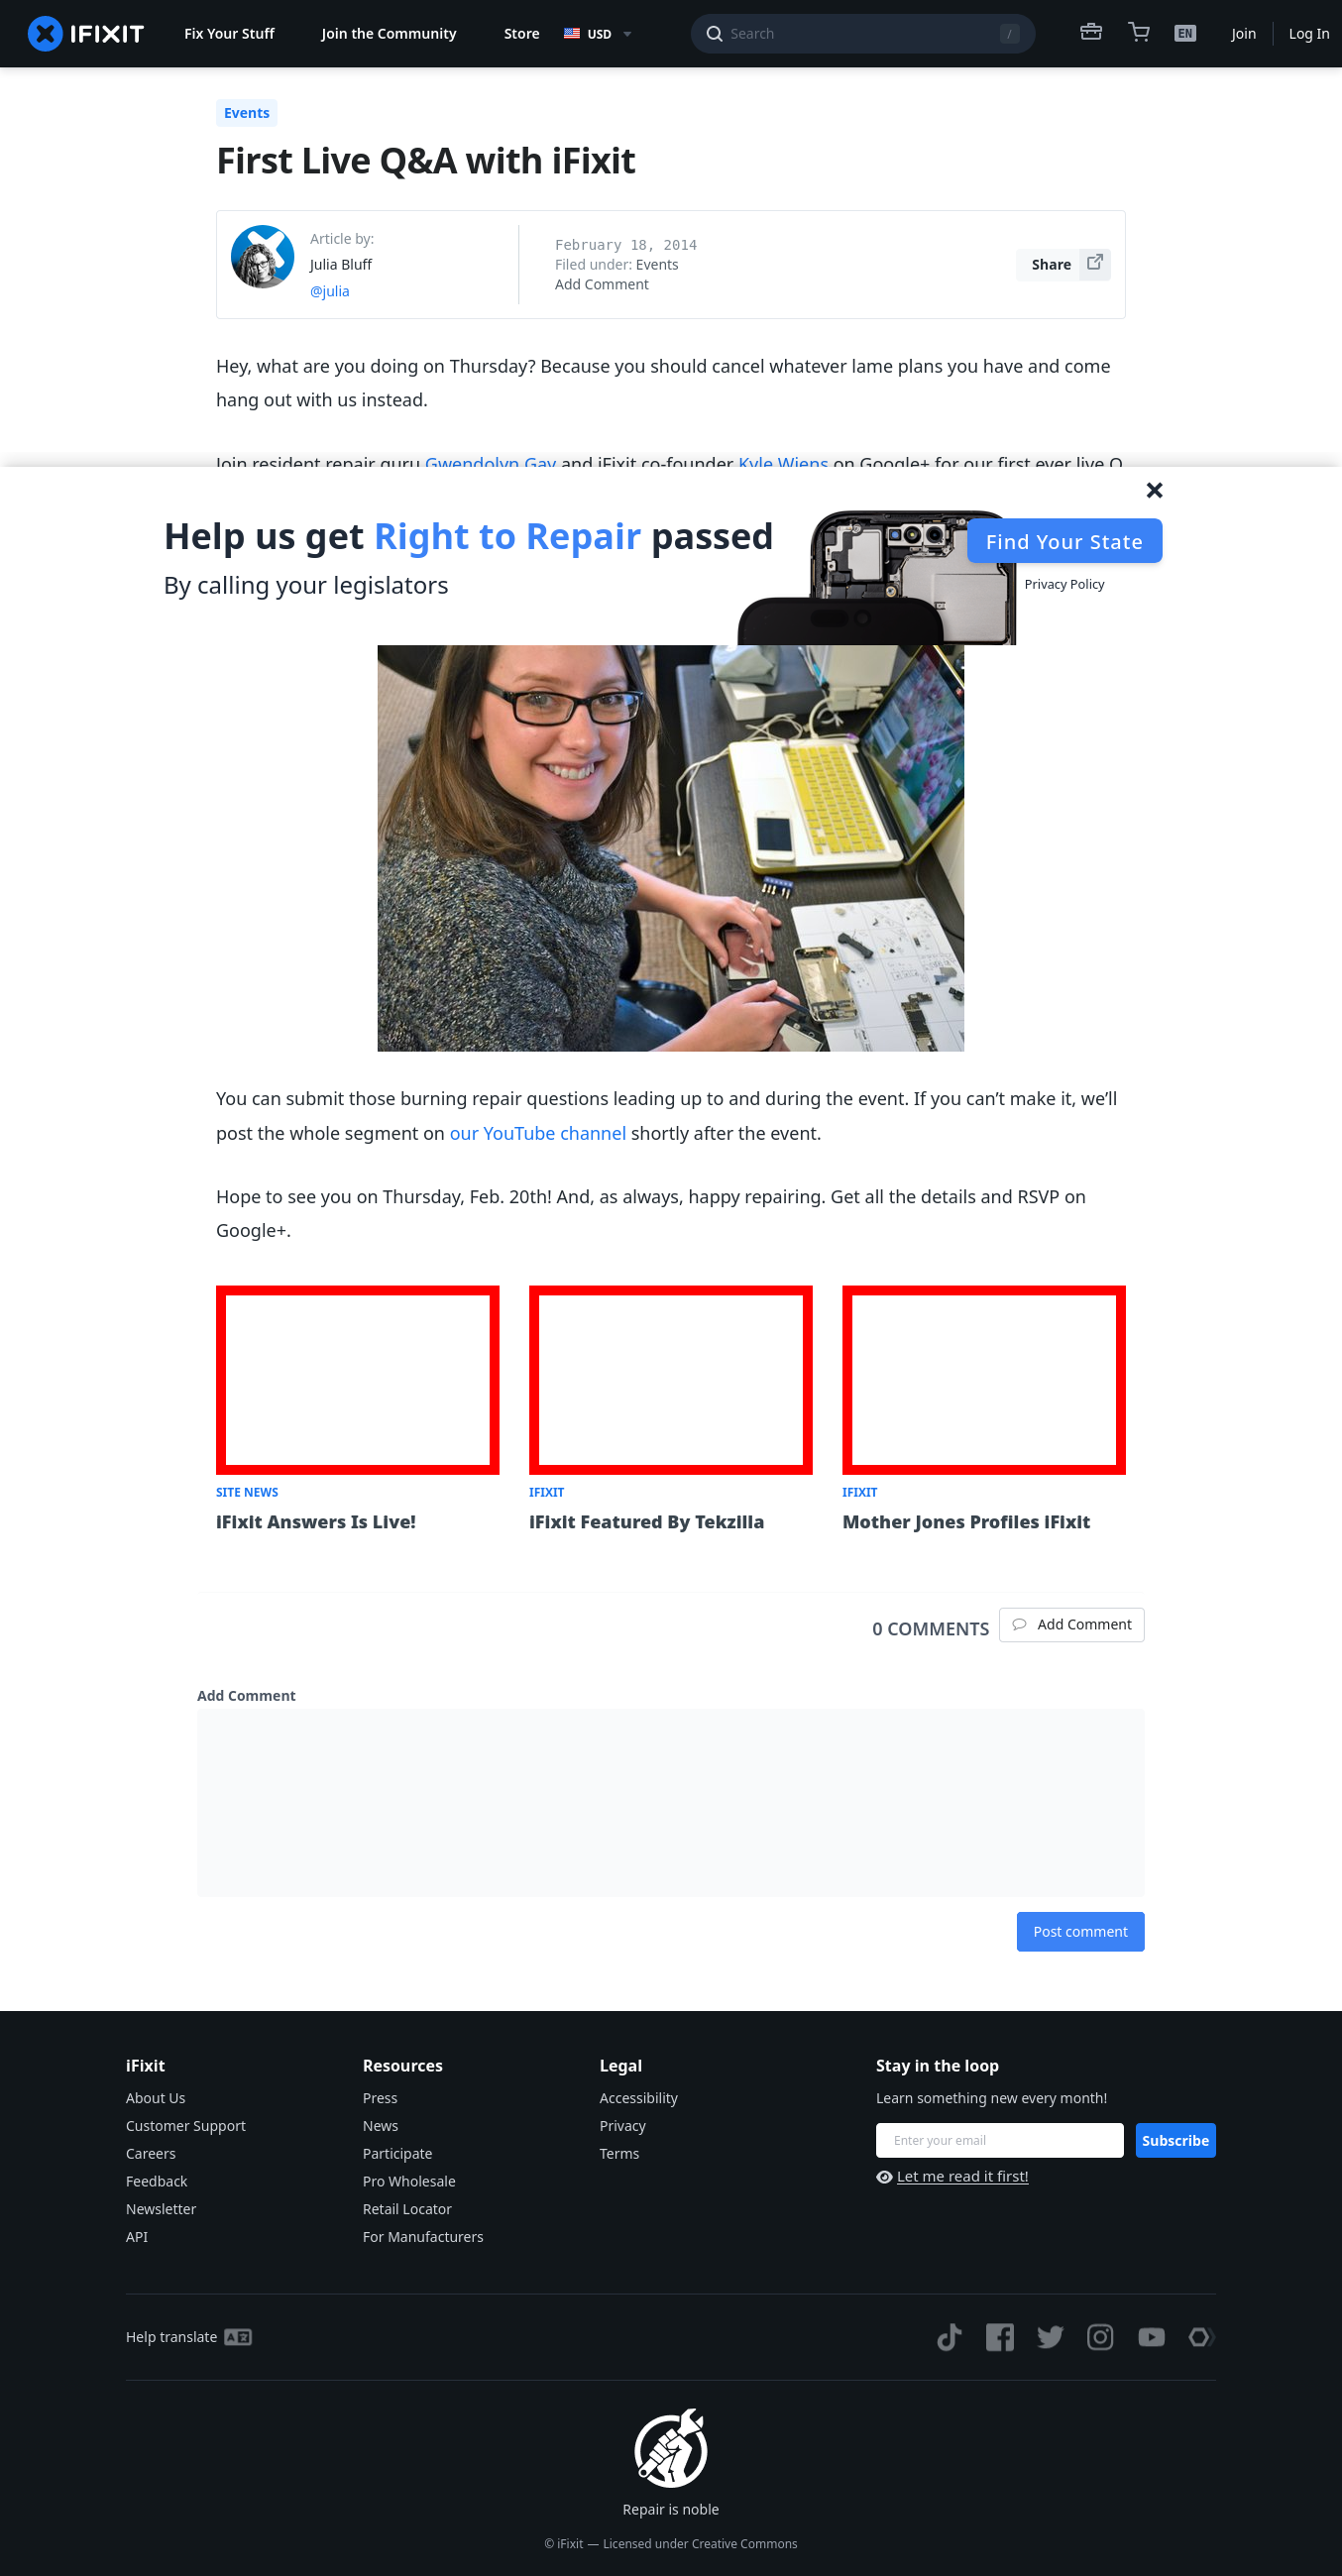 IFIXIT
Fix Your Stuff
Join the Community
Store
USD
Search
/
EN
Join
Log In
Events
First Live Q&A with iFixit
Article by:
Julia Bluff
@julia
February 18, 2014
Filed under: Events
Add Comment
Share
Hey, what are you doing on Thursday? Because you should cancel whatever lame plans you have and come
hang out with us instead.
Join resident repair guru Gwendolyn Gay and iFixit co-founder Kyle Wiens on Google+ for our first ever live Q
Help us get Right to Repair passed
By calling your legislators
Find Your State
Privacy Policy
You can submit those burning repair questions leading up to and during the event. If you can’t make it, we’ll
post the whole segment on our YouTube channel shortly after the event.
Hope to see you on Thursday, Feb. 20th! And, as always, happy repairing. Get all the details and RSVP on
Google+.
SITE NEWS
iFixit Answers Is Live!
IFIXIT
iFixit Featured By Tekzilla
IFIXIT
Mother Jones Profiles iFixit
0 COMMENTS
Add Comment
Add Comment
Post comment
iFixit
About Us
Customer Support
Careers
Feedback
Newsletter
API
Resources
Press
News
Participate
Pro Wholesale
Retail Locator
For Manufacturers
Legal
Accessibility
Privacy
Terms
Stay in the loop
Learn something new every month!
Enter your email
Subscribe
Let me read it first!
Help translate
Repair is noble
© iFixit — Licensed under Creative Commons